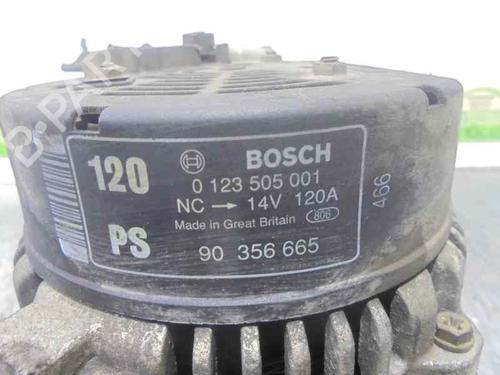 B-PARTS
120
BOSCH
0 123 505 001
NC → 14V 120A
Made in Great Britain 806
PS
90 356 665
466